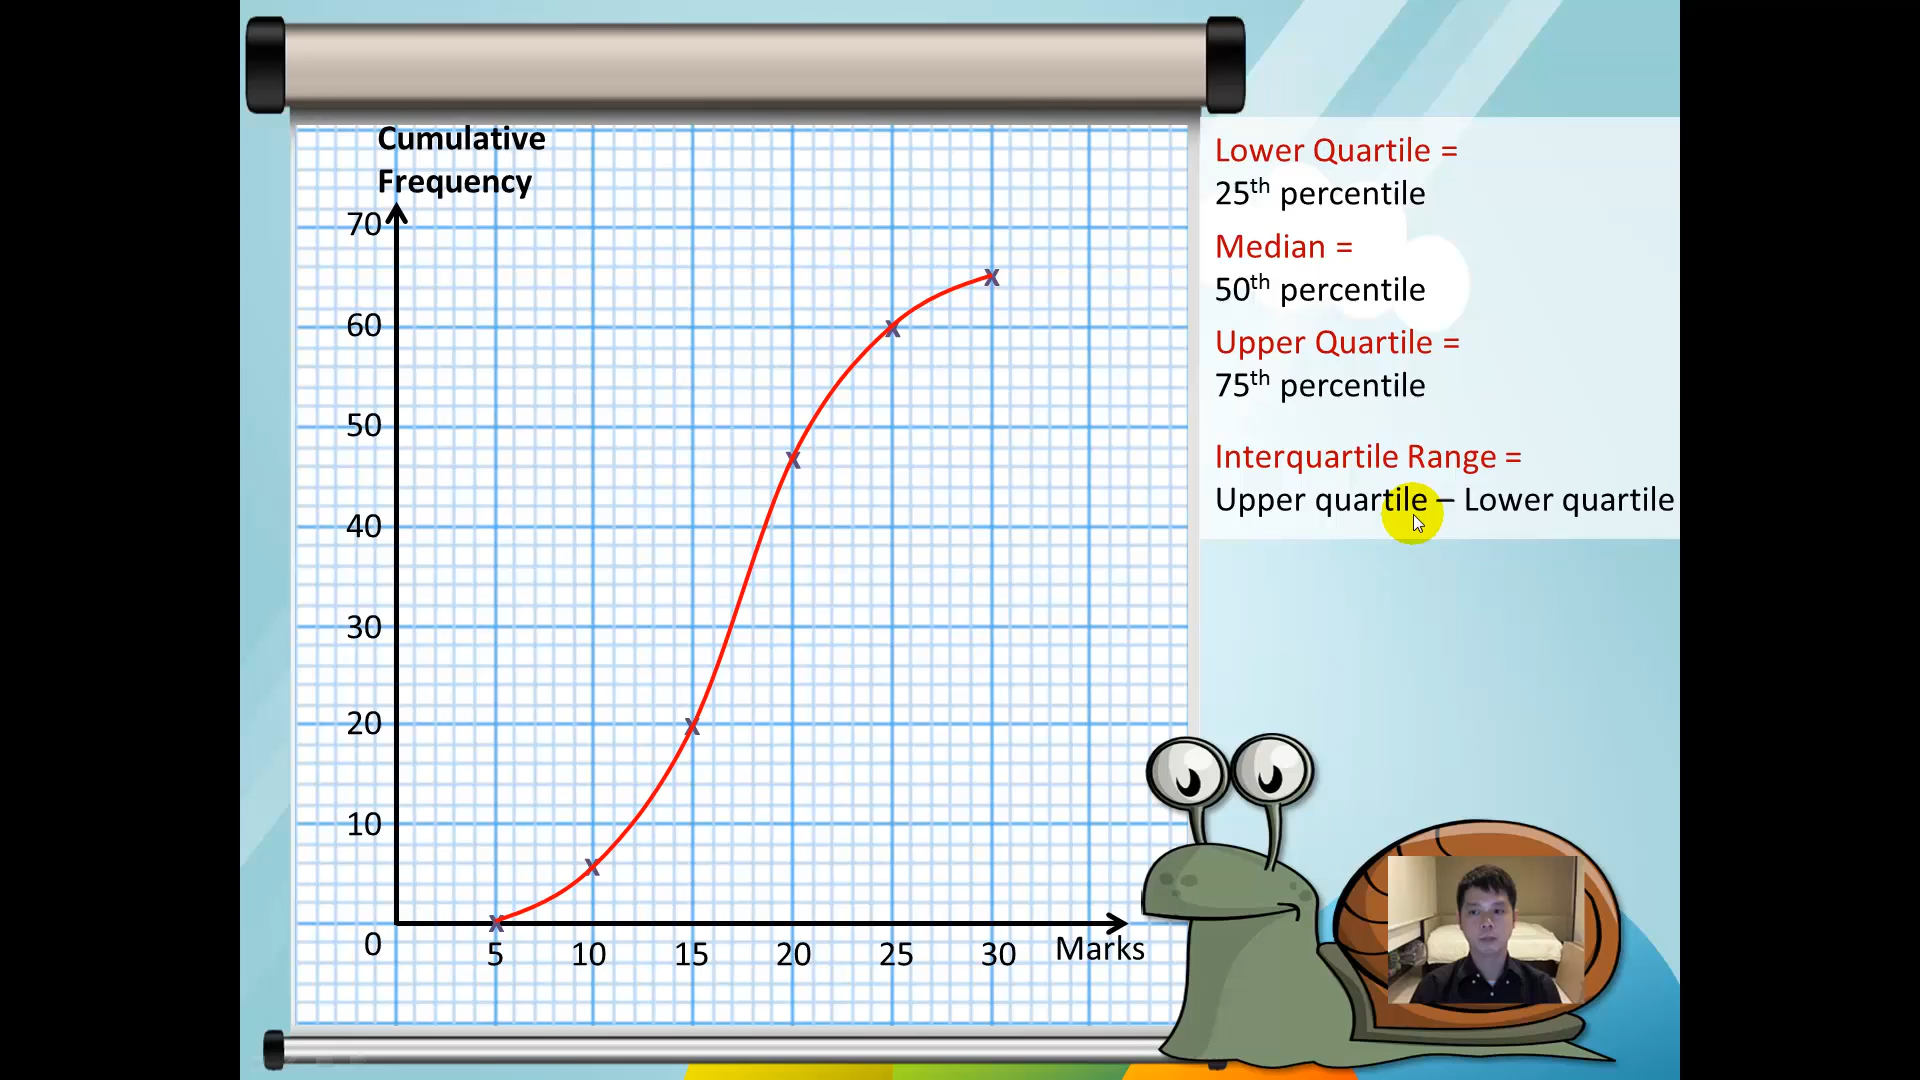 Cumulative
Frequency
70
60
50
40
30
20
10
0
5 10 15 20 25 30 Marks
Lower Quartile =
25th percentile
Median =
50th percentile
Upper Quartile =
75th percentile
Interquartile Range =
Upper quartile – Lower quartile